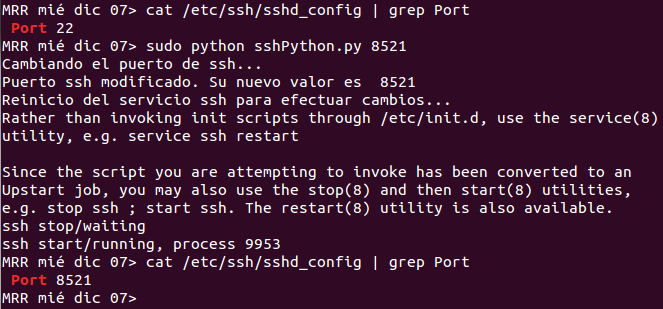 MRR mié dic 07> cat /etc/ssh/sshd_config | grep Port
Port 22
MRR mié dic 07> sudo python sshPython.py 8521
Cambiando el puerto de ssh...
Puerto ssh modificado. Su nuevo valor es  8521
Reinicio del servicio ssh para efectuar cambios...
Rather than invoking init scripts through /etc/init.d, use the service(8)
utility, e.g. service ssh restart

Since the script you are attempting to invoke has been converted to an
Upstart job, you may also use the stop(8) and then start(8) utilities,
e.g. stop ssh ; start ssh. The restart(8) utility is also available.
ssh stop/waiting
ssh start/running, process 9953
MRR mié dic 07> cat /etc/ssh/sshd_config | grep Port
Port 8521
MRR mié dic 07>